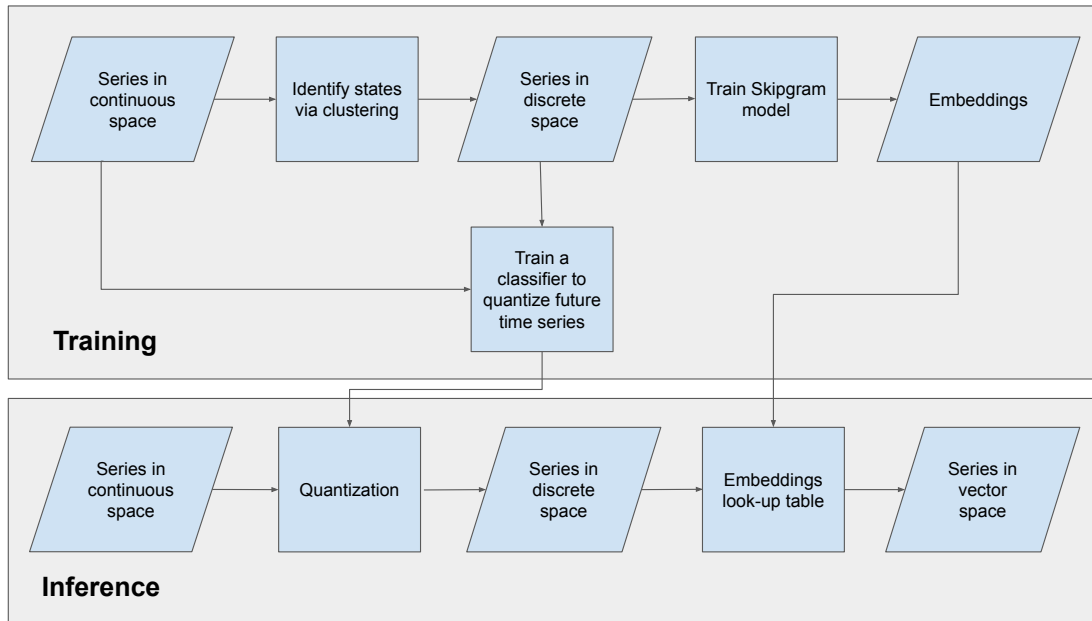 Series in
continuous
space
Identify states
via clustering
Series in
discrete
space
Train Skipgram
model
Embeddings
Train a
classifier to
quantize future
time series
Training
Series in
continuous
space
Quantization
Series in
discrete
space
Embeddings
look-up table
Series in
vector
space
Inference